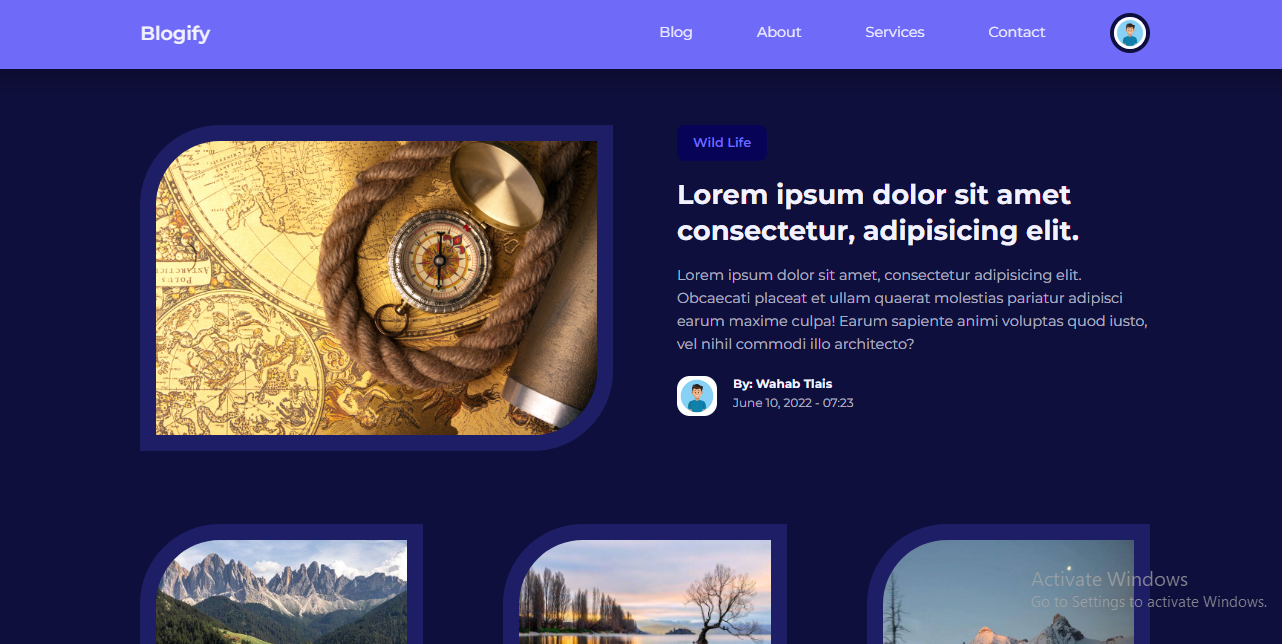 Blogify
Blog
About
Services
Contact
Wild Life
Lorem ipsum dolor sit amet
consectetur, adipisicing elit.
Lorem ipsum dolor sit amet, consectetur adipisicing elit.
Obcaecati placeat et ullam quaerat molestias pariatur adipisci
earum maxime culpa! Earum sapiente animi voluptas quod iusto,
vel nihil commodi illo architecto?
By: Wahab Tlais
June 10, 2022 - 07:23
Activate Windows
Go to Settings to activate Windows.